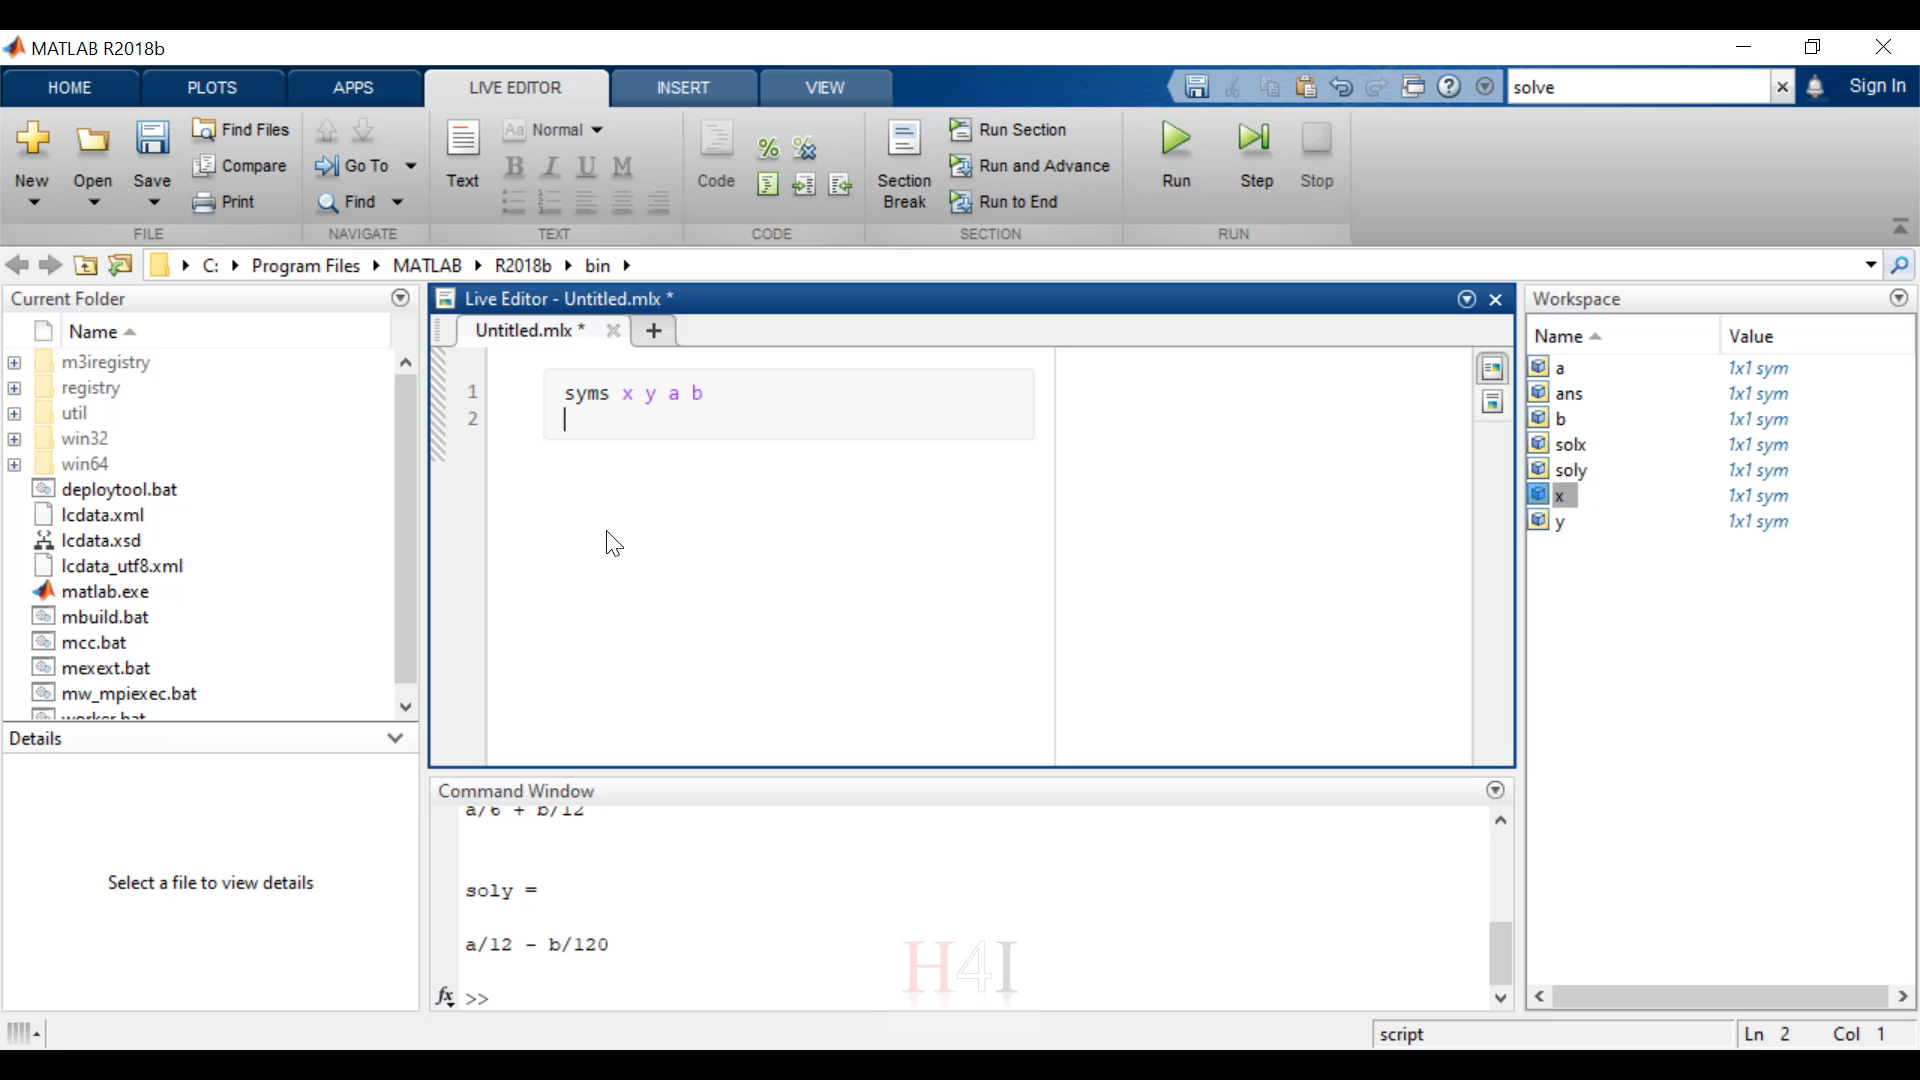 MATLAB R2018b
HOME PLOTS APPS LIVE EDITOR INSERT VIEW solve Sign In
New Open Save Find Files Compare Print
FILE
Go To
Find
NAVIGATE
Text Aa Normal
B I U M
TEXT
Code
CODE
Section Break
Run Section
Run and Advance
Run to End
SECTION
Run Step Stop
RUN
C: Program Files MATLAB R2018b bin
Current Folder
Name
m3iregistry
registry
util
win32
win64
deploytool.bat
lcdata.xml
lcdata.xsd
lcdata_utf8.xml
matlab.exe
mbuild.bat
mcc.bat
mexext.bat
mw_mpiexec.bat
worker.bat
Details
Select a file to view details
Live Editor - Untitled.mlx *
Untitled.mlx *
1 syms x y a b
2
Command Window
a/6 + b/12
soly =
a/12 - b/120
fx >>
H4I
Workspace
Name Value
a 1x1 sym
ans 1x1 sym
b 1x1 sym
solx 1x1 sym
soly 1x1 sym
x 1x1 sym
y 1x1 sym
script Ln 2 Col 1